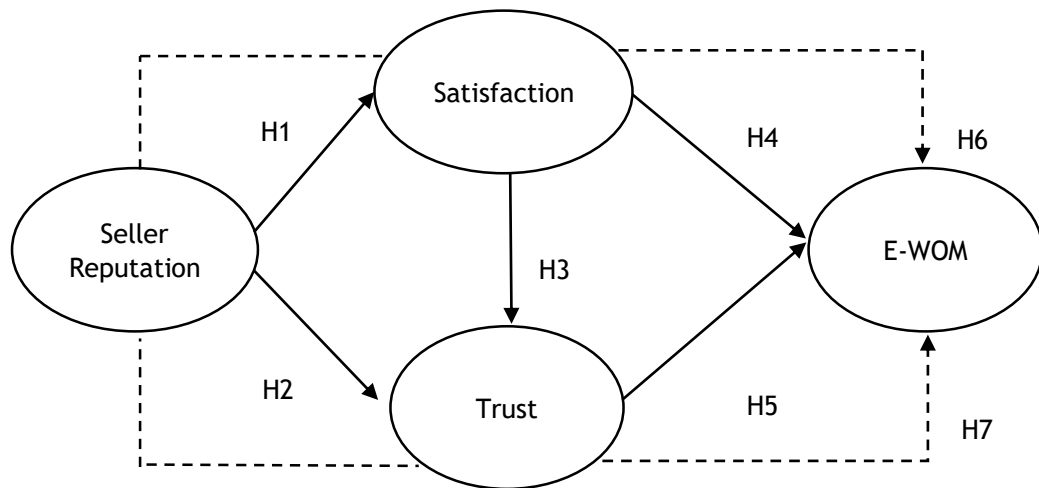 Satisfaction
H1
H4
H6
Seller
Reputation
E-WOM
H3
H2
Trust
H5
H7